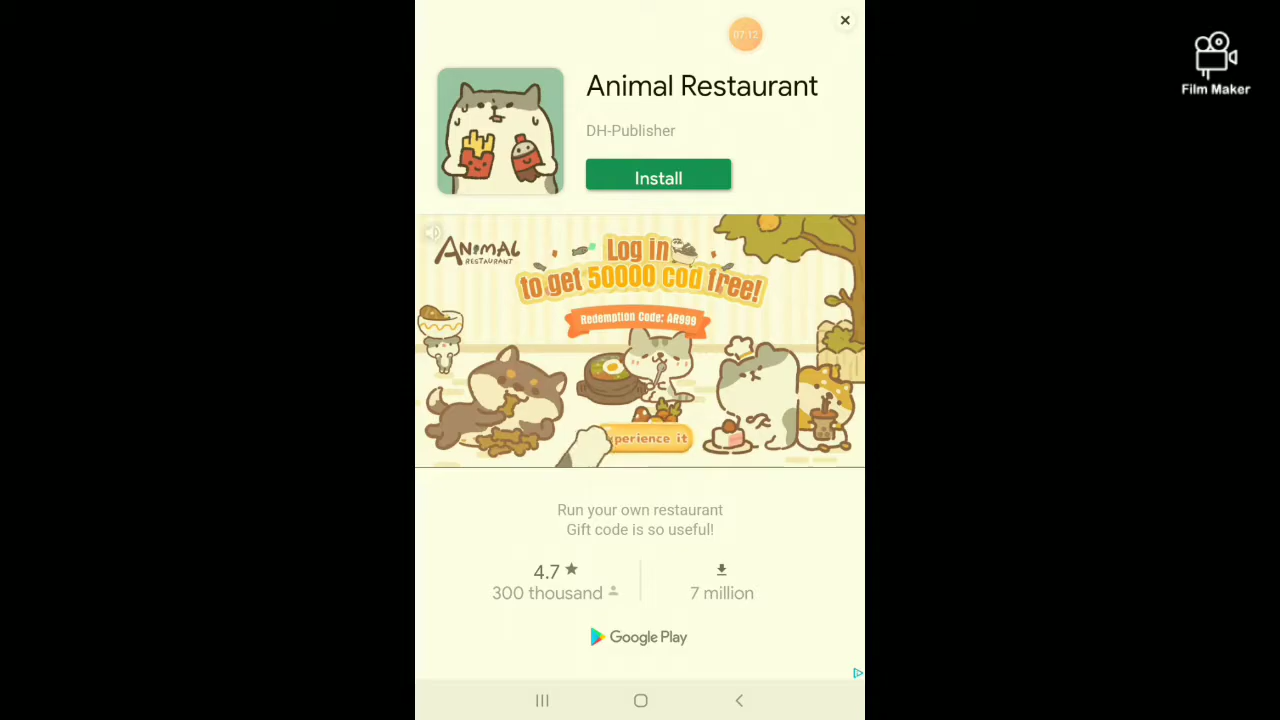 07:12
Film Maker
Animal Restaurant
DH-Publisher
Install
ANIMAL
RESTAURANT
Log in
to get 50000 cod free!
Redemption Code: AR999
perience it
Run your own restaurant
Gift code is so useful!
4.7
300 thousand
7 million
Google Play